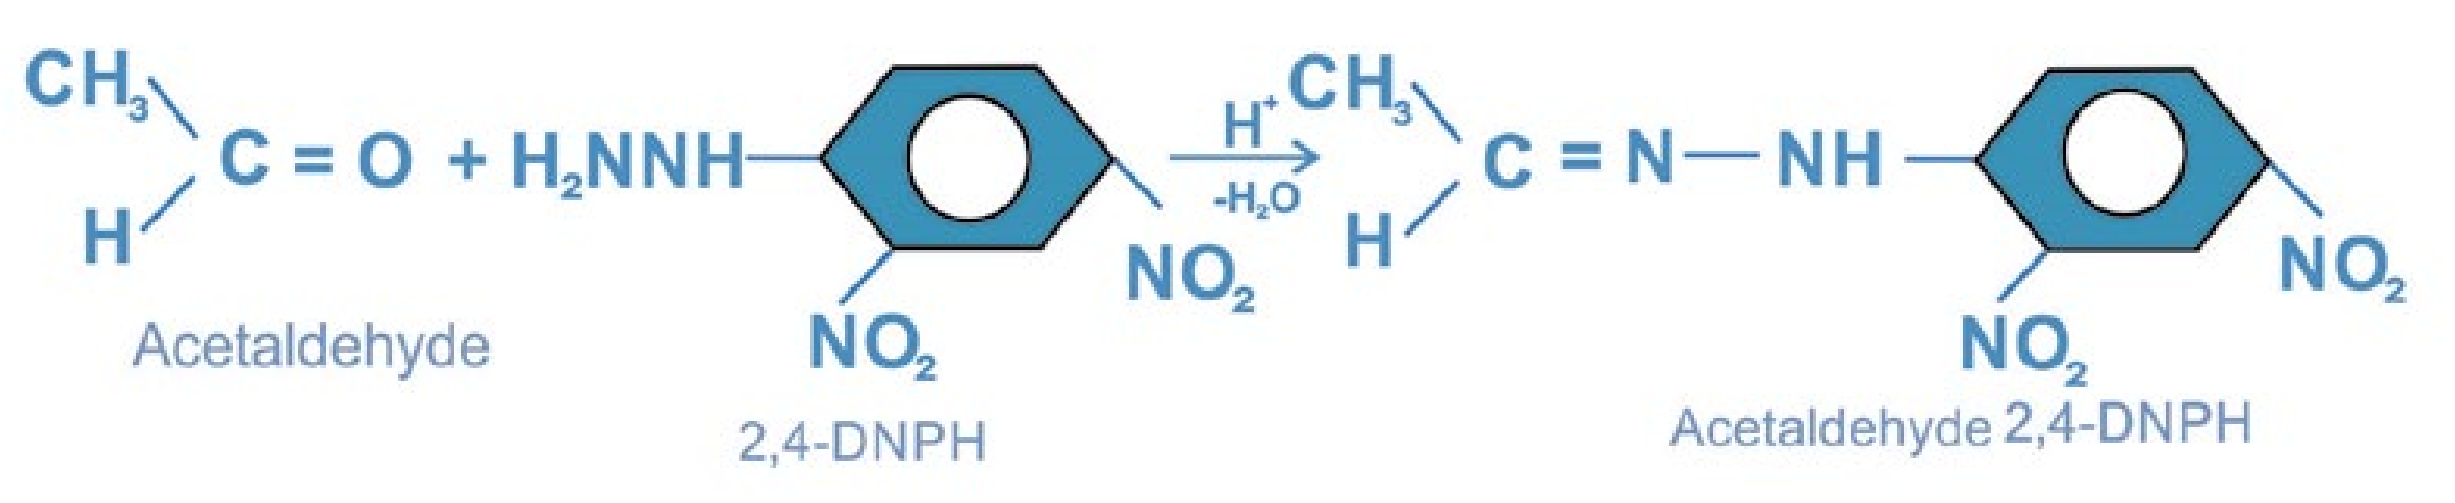 CH₃ CH₃
C = O + H₂NNH H⁺ C = N — NH
-H₂O
H NO₂ H NO₂
NO₂ NO₂
Acetaldehyde
2,4-DNPH Acetaldehyde 2,4-DNPH